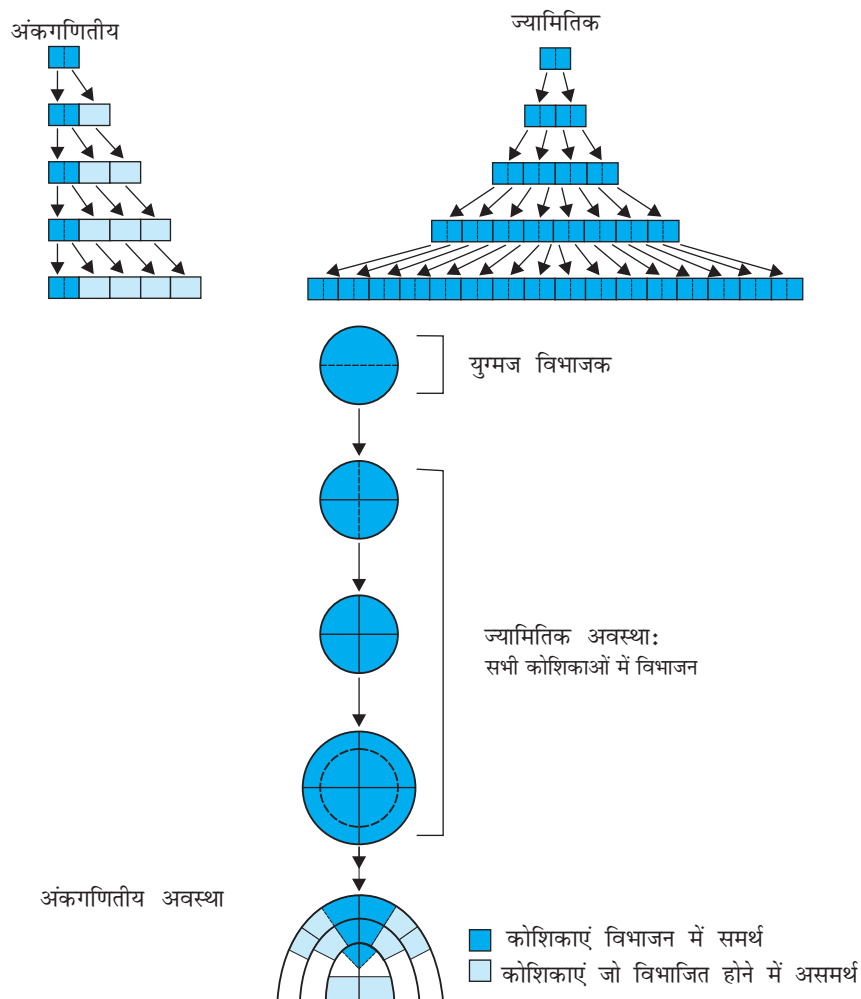 अंकगणितीय
ज्यामितिक
युग्मज विभाजक
ज्यामितिक अवस्था:
सभी कोशिकाओं में विभाजन
अंकगणितीय अवस्था
कोशिकाएं विभाजन में समर्थ
कोशिकाएं जो विभाजित होने में असमर्थ